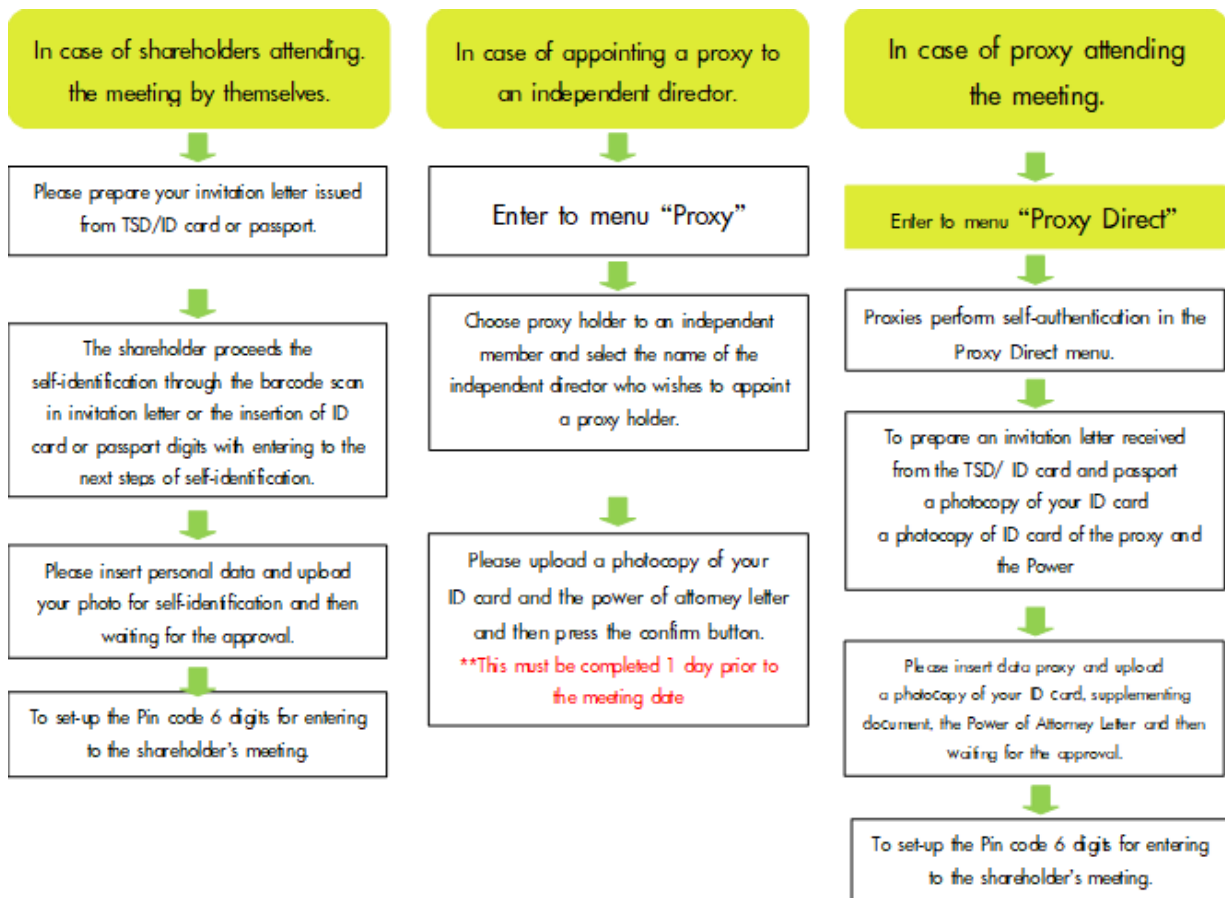 In case of shareholders attending.
the meeting by themselves.
Please prepare your invitation letter issued
from TSD/ID card or passport.
The shareholder proceeds the
self-identification through the barcode scan
in invitation letter or the insertion of ID
card or passport digits with entering to the
next steps of self-identification.
Please insert personal data and upload
your photo for self-identification and then
waiting for the approval.
To set-up the Pin code 6 digits for entering
to the shareholder's meeting.
In case of appointing a proxy to
an independent director.
Enter to menu “Proxy”
Choose proxy holder to an independent
member and select the name of the
independent director who wishes to appoint
a proxy holder.
Please upload a photocopy of your
ID card and the power of attorney letter
and then press the confirm button.
**This must be completed 1 day prior to
the meeting date
In case of proxy attending
the meeting.
Enter to menu “Proxy Direct”
Proxies perform self-authentication in the
Proxy Direct menu.
To prepare an invitation letter received
from the TSD/ ID card and passport
a photocopy of your ID card
a photocopy of ID card of the proxy and
the Power
Please insert data proxy and upload
a photocopy of your ID card, supplementing
document, the Power of Attorney Letter and then
waiting for the approval.
To set-up the Pin code 6 digits for entering
to the shareholder's meeting.